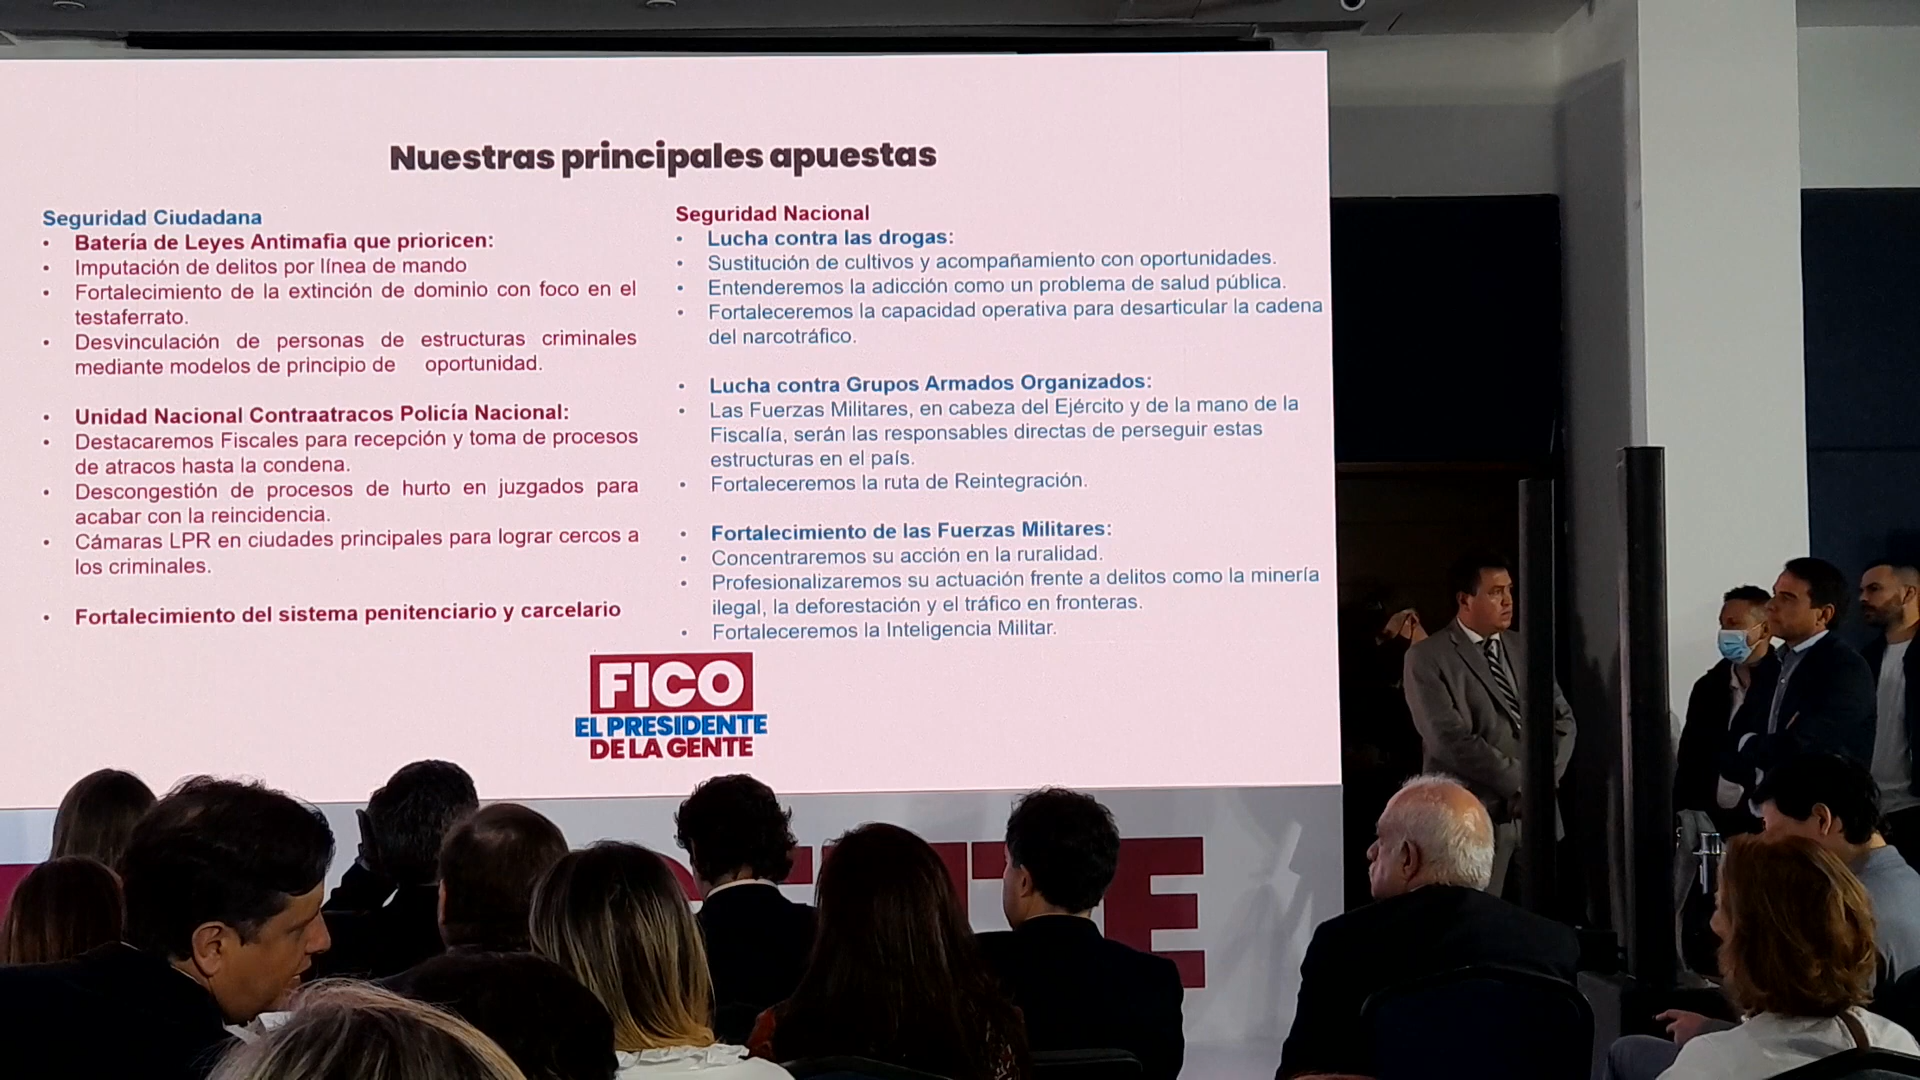 Nuestras principales apuestas
Seguridad Ciudadana
• Batería de Leyes Antimafia que prioricen:
• Imputación de delitos por línea de mando
• Fortalecimiento de la extinción de dominio con foco en el
testaferrato.
• Desvinculación de personas de estructuras criminales
mediante modelos de principio de oportunidad.
• Unidad Nacional Contraatracos Policía Nacional:
• Destacaremos Fiscales para recepción y toma de procesos
de atracos hasta la condena.
• Descongestión de procesos de hurto en juzgados para
acabar con la reincidencia.
• Cámaras LPR en ciudades principales para lograr cercos a
los criminales.
• Fortalecimiento del sistema penitenciario y carcelario
Seguridad Nacional
• Lucha contra las drogas:
• Sustitución de cultivos y acompañamiento con oportunidades.
• Entenderemos la adicción como un problema de salud pública.
• Fortaleceremos la capacidad operativa para desarticular la cadena
del narcotráfico.
• Lucha contra Grupos Armados Organizados:
• Las Fuerzas Militares, en cabeza del Ejército y de la mano de la
Fiscalía, serán las responsables directas de perseguir estas
estructuras en el país.
• Fortaleceremos la ruta de Reintegración.
• Fortalecimiento de las Fuerzas Militares:
• Concentraremos su acción en la ruralidad.
• Profesionalizaremos su actuación frente a delitos como la minería
ilegal, la deforestación y el tráfico en fronteras.
• Fortaleceremos la Inteligencia Militar.
FICO
EL PRESIDENTE
DE LA GENTE